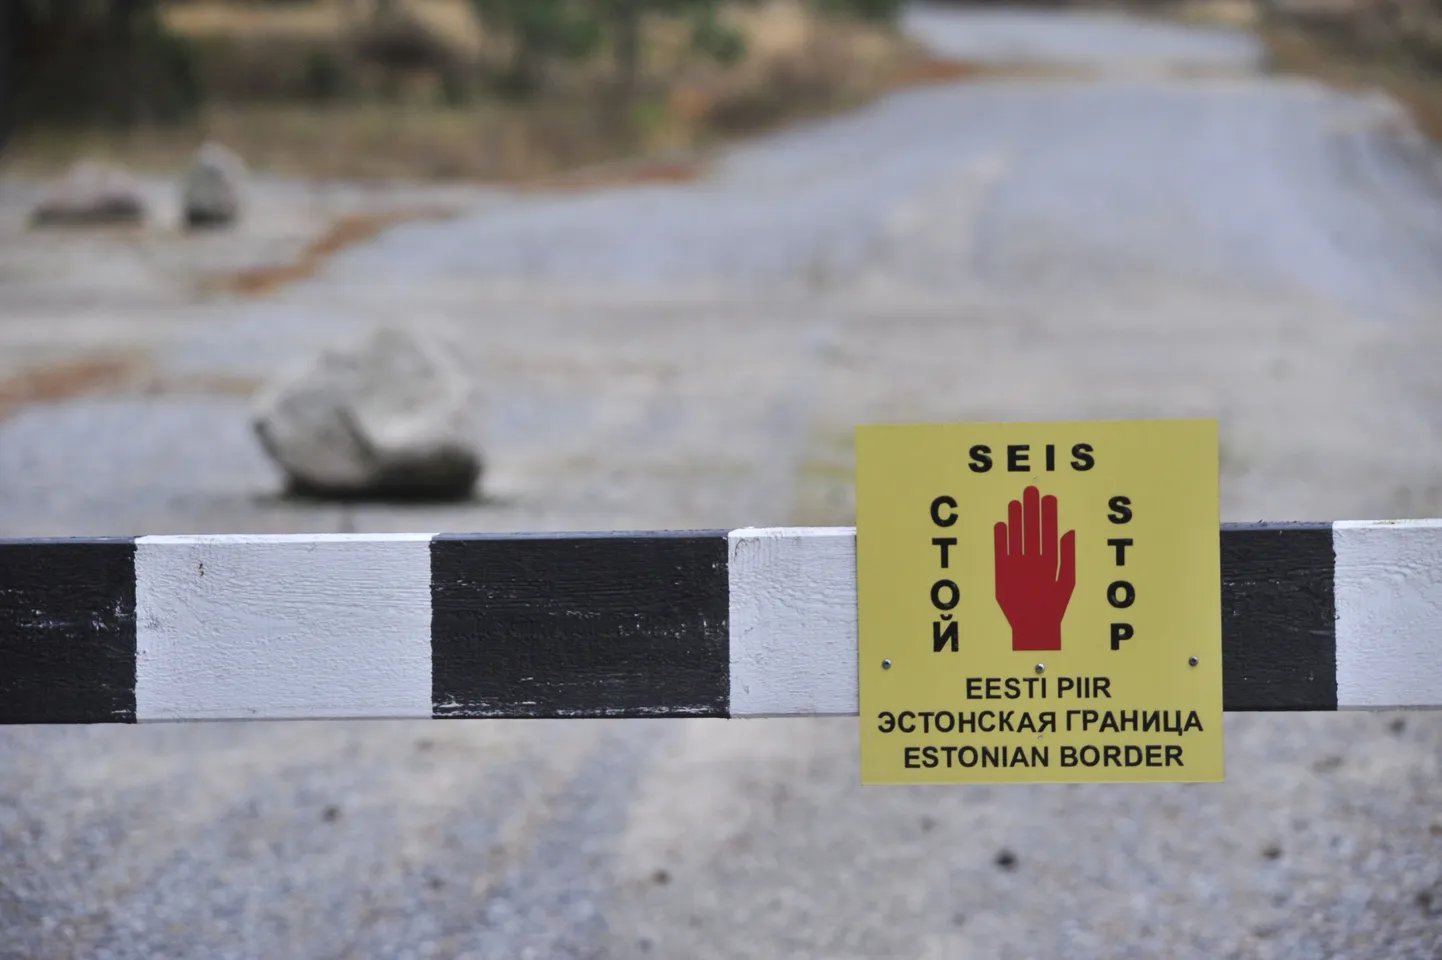 SEIS
СТОЙ
STOP
EESTI PIIR
ЭСТОНСКАЯ ГРАНИЦА
ESTONIAN BORDER